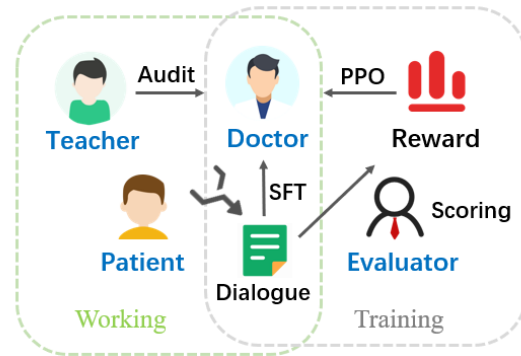 Audit
PPO
Teacher
Doctor
Reward
SFT
Scoring
Patient
Evaluator
Dialogue
Working
Training